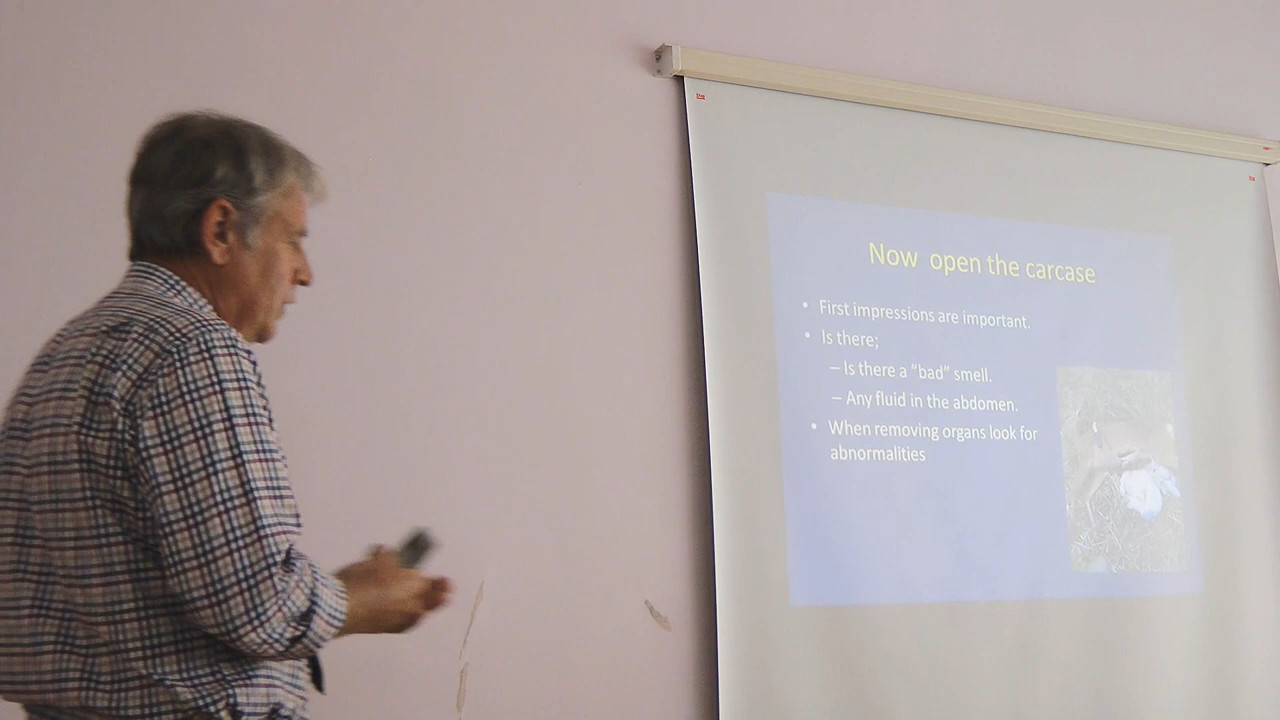 Now open the carcase
• First impressions are important.
• Is there;
– Is there a “bad” smell.
– Any fluid in the abdomen.
• When removing organs look for
abnormalities